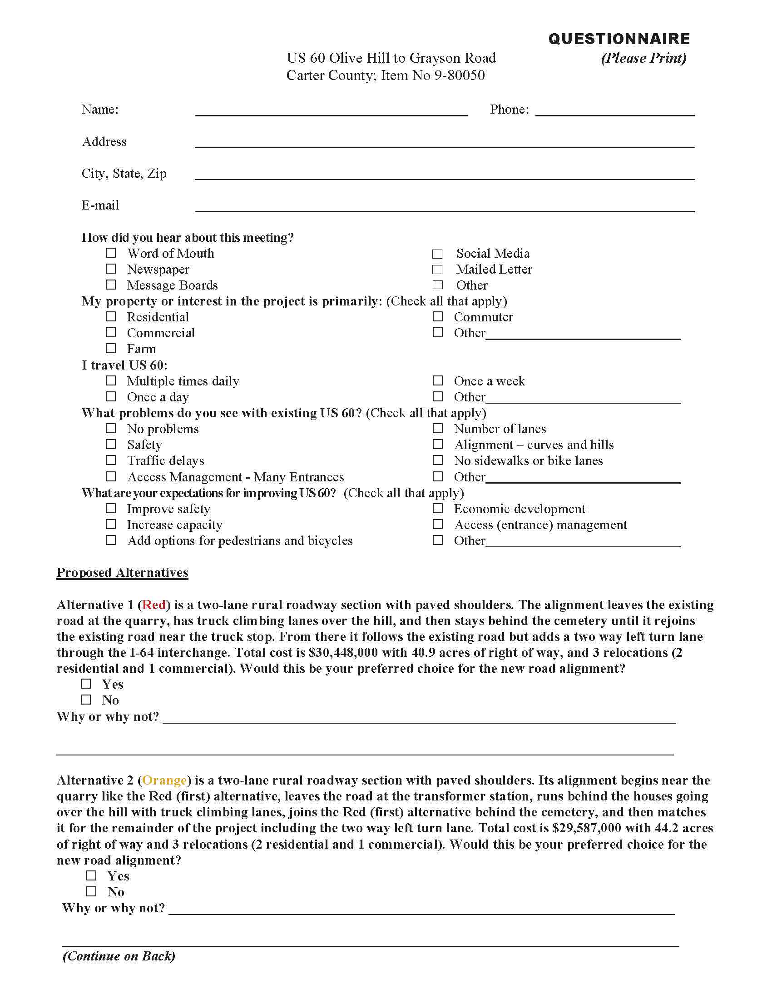 QUESTIONNAIRE
US 60 Olive Hill to Grayson Road (Please Print)
Carter County; Item No 9-80050
Name: Phone:
Address
City, State, Zip
E-mail
How did you hear about this meeting?
☐ Word of Mouth ☐ Social Media
☐ Newspaper ☐ Mailed Letter
☐ Message Boards ☐ Other
My property or interest in the project is primarily: (Check all that apply)
☐ Residential ☐ Commuter
☐ Commercial ☐ Other
☐ Farm
I travel US 60:
☐ Multiple times daily ☐ Once a week
☐ Once a day ☐ Other
What problems do you see with existing US 60? (Check all that apply)
☐ No problems ☐ Number of lanes
☐ Safety ☐ Alignment – curves and hills
☐ Traffic delays ☐ No sidewalks or bike lanes
☐ Access Management - Many Entrances ☐ Other
What are your expectations for improving US 60? (Check all that apply)
☐ Improve safety ☐ Economic development
☐ Increase capacity ☐ Access (entrance) management
☐ Add options for pedestrians and bicycles ☐ Other
Proposed Alternatives
Alternative 1 (Red) is a two-lane rural roadway section with paved shoulders. The alignment leaves the existing
road at the quarry, has truck climbing lanes over the hill, and then stays behind the cemetery until it rejoins
the existing road near the truck stop. From there it follows the existing road but adds a two way left turn lane
through the I-64 interchange. Total cost is $30,448,000 with 40.9 acres of right of way, and 3 relocations (2
residential and 1 commercial). Would this be your preferred choice for the new road alignment?
☐ Yes
☐ No
Why or why not?
Alternative 2 (Orange) is a two-lane rural roadway section with paved shoulders. Its alignment begins near the
quarry like the Red (first) alternative, leaves the road at the transformer station, runs behind the houses going
over the hill with truck climbing lanes, joins the Red (first) alternative behind the cemetery, and then matches
it for the remainder of the project including the two way left turn lane. Total cost is $29,587,000 with 44.2 acres
of right of way and 3 relocations (2 residential and 1 commercial). Would this be your preferred choice for the
new road alignment?
☐ Yes
☐ No
Why or why not?
(Continue on Back)